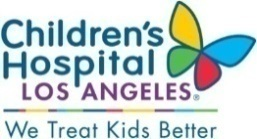 Children's
Hospital
LOS ANGELES®
We Treat Kids Better